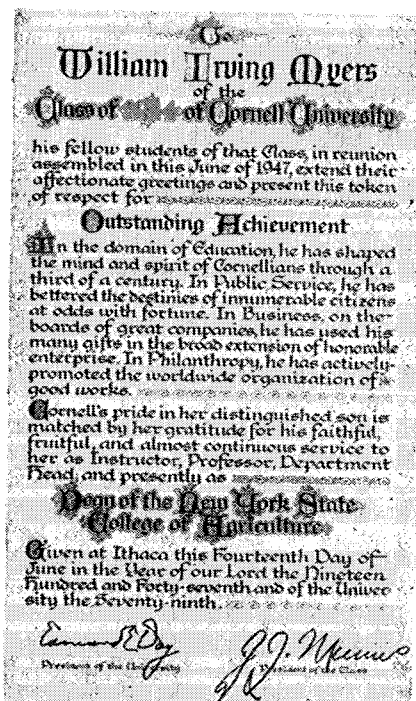 To
William Irving Myers
of the
Class of of Cornell University
his fellow students of that Class, in reunion
assembled in this June of 1947, extend their
affectionate greetings and present this token
of respect for
Outstanding Achievement
In the domain of Education, he has shaped
the mind and spirit of Cornellians through a
third of a century. In Public Service, he has
bettered the destinies of innumerable citizens
at odds with fortune. In Business, on the
boards of great companies, he has used his
many gifts in the broad extension of honorable
enterprise. In Philanthropy, he has actively
promoted the worldwide organization of
good works.
Cornell's pride in her distinguished son is
matched by her gratitude for his faithful,
fruitful, and almost continuous service to
her as Instructor, Professor, Department
Head, and presently as
Dean of the New York State
College of Agriculture
Given at Ithaca this Fourteenth Day of
June in the Year of our Lord the Nineteen
Hundred and Forty-seventh and of the Univer
sity the Seventy-ninth.
Edmund E Day
President of the University
President of the Class